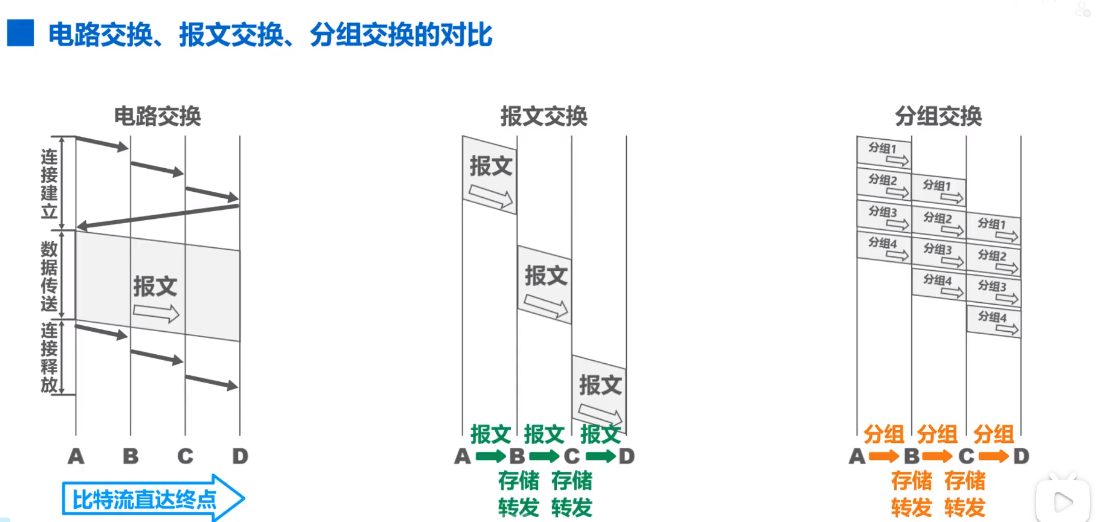 电路交换、报文交换、分组交换的对比
电路交换
连接建立
数据传送
连接释放
报文
A B C D
比特流直达终点
报文交换
报文
报文
报文
报文 报文 报文
A B C D
存储 存储
转发 转发
分组交换
分组1
分组2 分组1
分组3 分组2 分组1
分组4 分组3 分组2
分组4 分组3
分组4
分组 分组 分组
A B C D
存储 存储
转发 转发